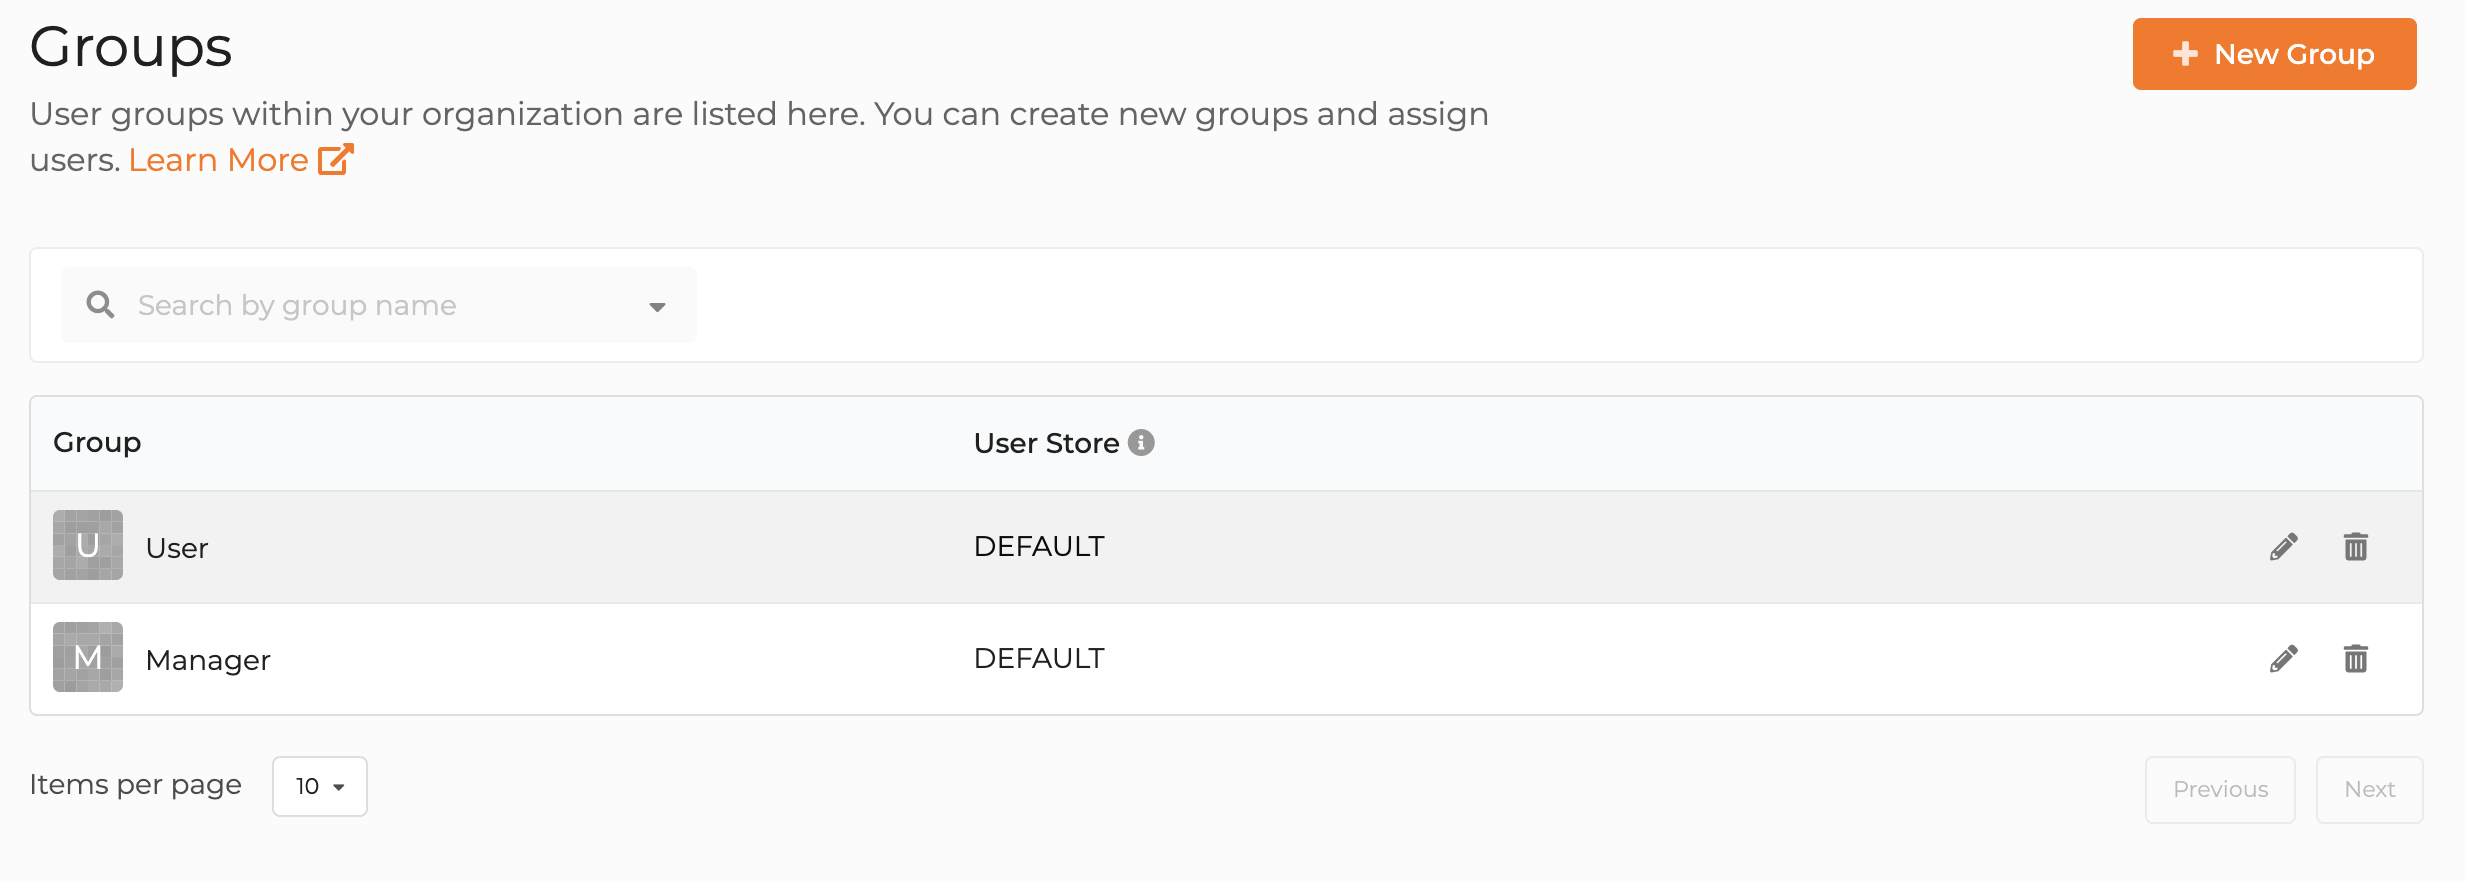 Groups
New Group
User groups within your organization are listed here. You can create new groups and assign
users. Learn More
Search by group name
Group User Store
U User DEFAULT
M Manager DEFAULT
Items per page 10 Previous Next